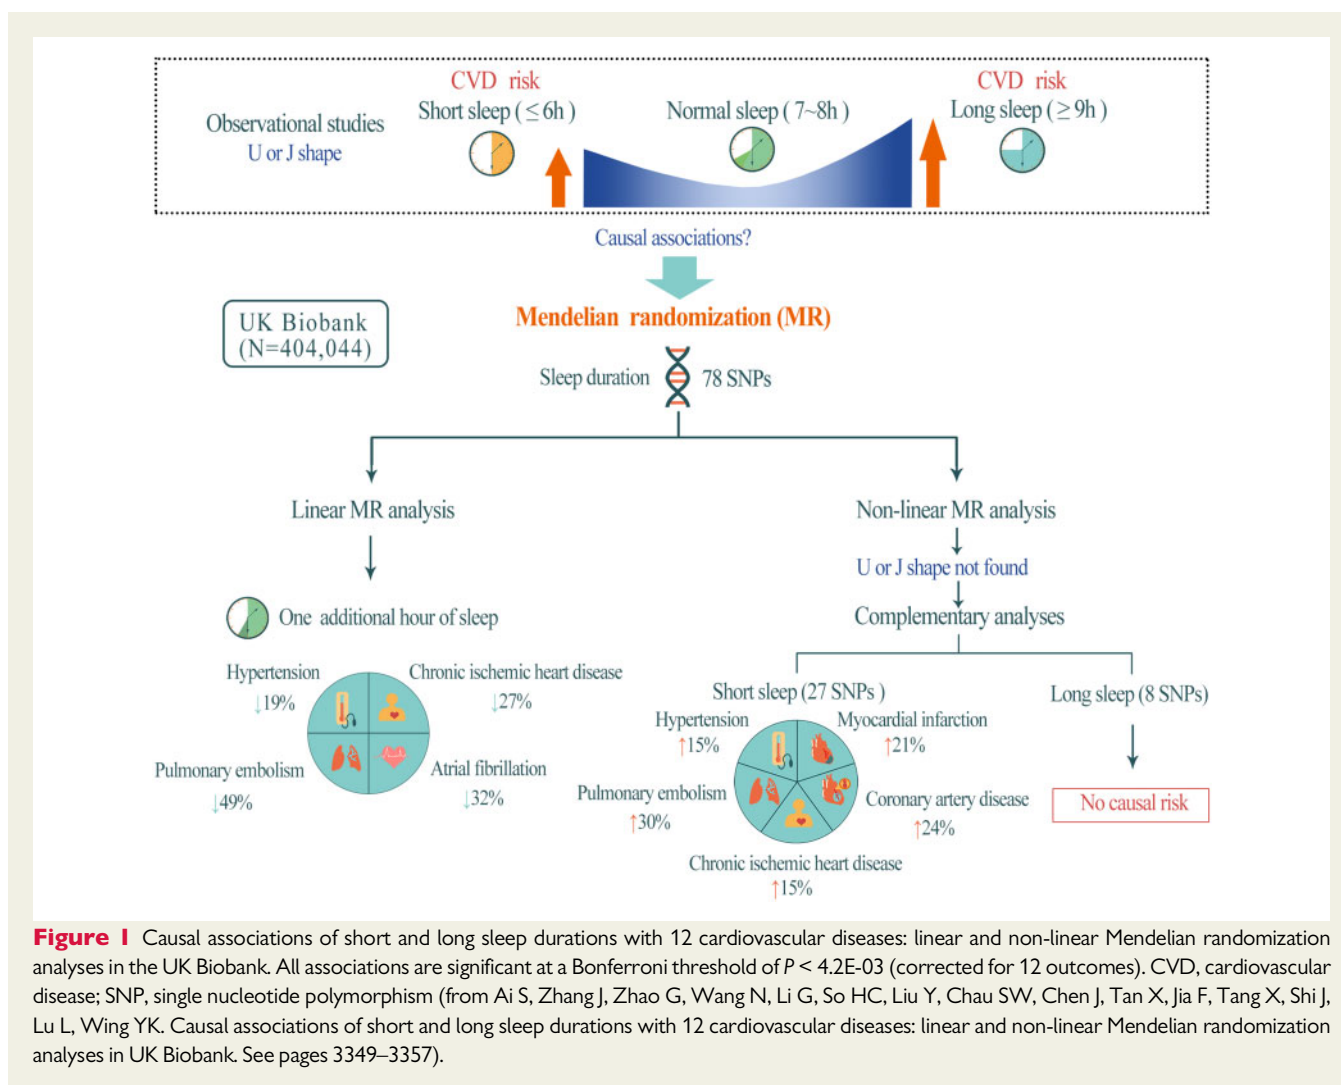 CVD risk
Short sleep ( ≤ 6h )
Normal sleep ( 7~8h )
CVD risk
Long sleep ( ≥ 9h )
Observational studies
U or J shape
Causal associations?
Mendelian randomization (MR)
UK Biobank
(N=404,044)
Sleep duration
78 SNPs
Linear MR analysis
One additional hour of sleep
Hypertension
↓19%
Chronic ischemic heart disease
↓27%
Pulmonary embolism
↓49%
Atrial fibrillation
↓32%
Non-linear MR analysis
U or J shape not found
Complementary analyses
Short sleep (27 SNPs )
Hypertension
↑15%
Myocardial infarction
↑21%
Pulmonary embolism
↑30%
Coronary artery disease
↑24%
Chronic ischemic heart disease
↑15%
Long sleep (8 SNPs)
No causal risk
Figure 1 Causal associations of short and long sleep durations with 12 cardiovascular diseases: linear and non-linear Mendelian randomization
analyses in the UK Biobank. All associations are significant at a Bonferroni threshold of P < 4.2E-03 (corrected for 12 outcomes). CVD, cardiovascular
disease; SNP, single nucleotide polymorphism (from Ai S, Zhang J, Zhao G, Wang N, Li G, So HC, Liu Y, Chau SW, Chen J, Tan X, Jia F, Tang X, Shi J,
Lu L, Wing YK. Causal associations of short and long sleep durations with 12 cardiovascular diseases: linear and non-linear Mendelian randomization
analyses in UK Biobank. See pages 3349–3357).